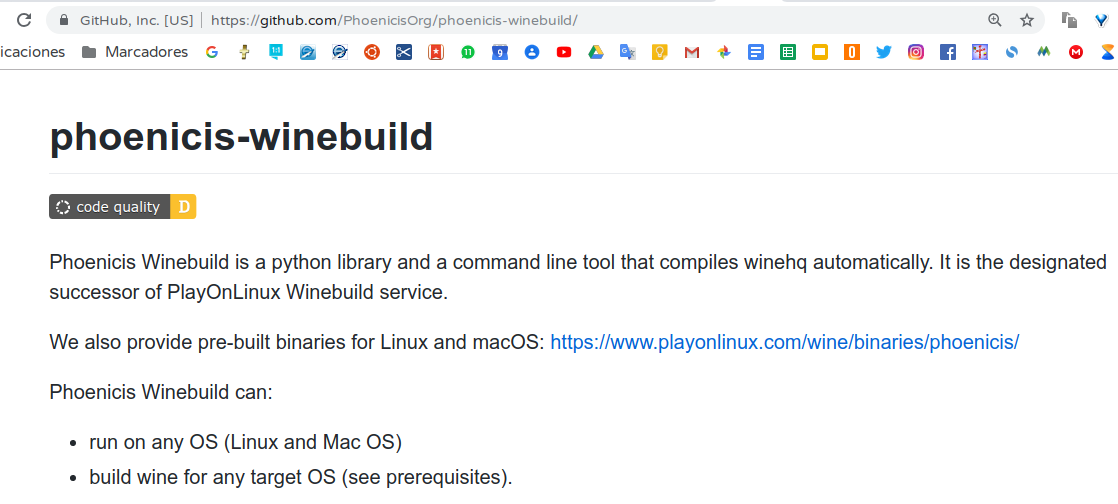 GitHub, Inc. [US] | https://github.com/PhoenicisOrg/phoenicis-winebuild/
icaciones Marcadores
phoenicis-winebuild
code quality D
Phoenicis Winebuild is a python library and a command line tool that compiles winehq automatically. It is the designated
successor of PlayOnLinux Winebuild service.
We also provide pre-built binaries for Linux and macOS: https://www.playonlinux.com/wine/binaries/phoenicis/
Phoenicis Winebuild can:
• run on any OS (Linux and Mac OS)
• build wine for any target OS (see prerequisites).